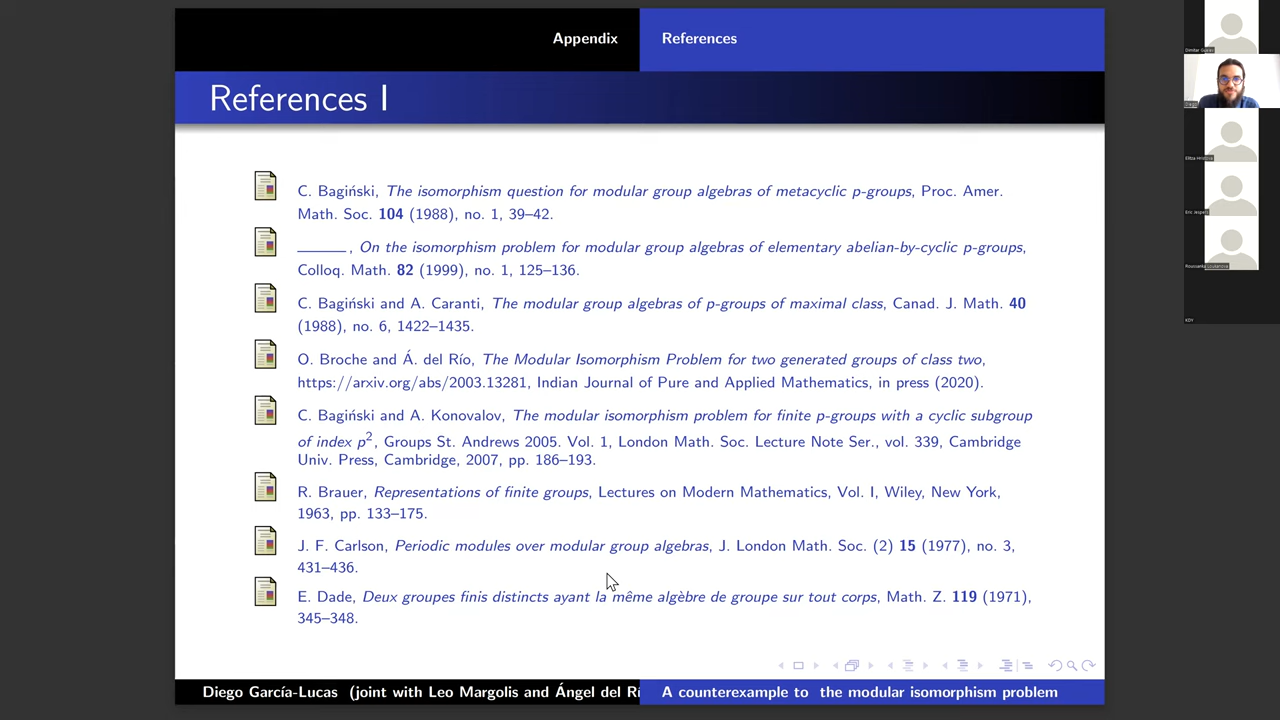 Appendix
References
References I
C. Bagiński, The isomorphism question for modular group algebras of metacyclic p-groups, Proc. Amer.
Math. Soc. 104 (1988), no. 1, 39–42.
_____, On the isomorphism problem for modular group algebras of elementary abelian-by-cyclic p-groups,
Colloq. Math. 82 (1999), no. 1, 125–136.
C. Bagiński and A. Caranti, The modular group algebras of p-groups of maximal class, Canad. J. Math. 40
(1988), no. 6, 1422–1435.
O. Broche and Á. del Río, The Modular Isomorphism Problem for two generated groups of class two,
https://arxiv.org/abs/2003.13281, Indian Journal of Pure and Applied Mathematics, in press (2020).
C. Bagiński and A. Konovalov, The modular isomorphism problem for finite p-groups with a cyclic subgroup
of index p², Groups St. Andrews 2005. Vol. 1, London Math. Soc. Lecture Note Ser., vol. 339, Cambridge
Univ. Press, Cambridge, 2007, pp. 186–193.
R. Brauer, Representations of finite groups, Lectures on Modern Mathematics, Vol. I, Wiley, New York,
1963, pp. 133–175.
J. F. Carlson, Periodic modules over modular group algebras, J. London Math. Soc. (2) 15 (1977), no. 3,
431–436.
E. Dade, Deux groupes finis distincts ayant la même algèbre de groupe sur tout corps, Math. Z. 119 (1971),
345–348.
Diego García-Lucas (joint with Leo Margolis and Ángel del Rí
A counterexample to the modular isomorphism problem
Diego
KDY